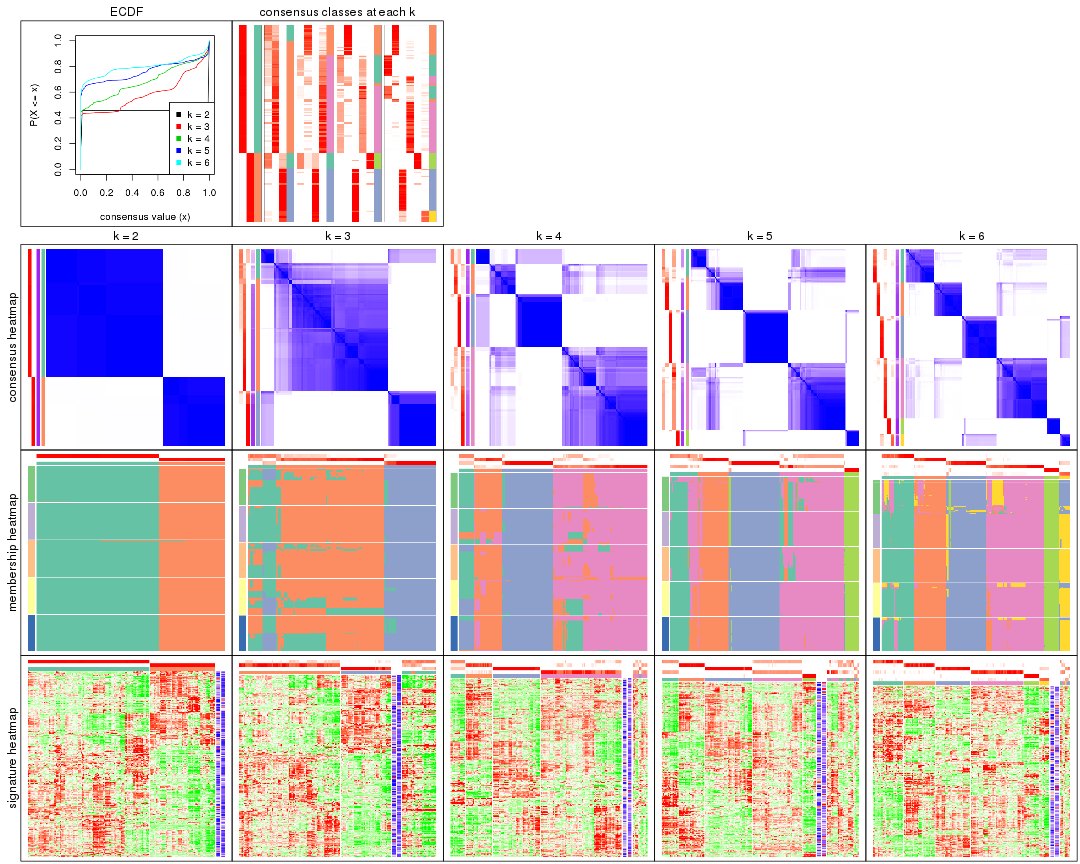 ECDF
consensus classes at each k
P(X <= x)
0.0 0.2 0.4 0.6 0.8 1.0
k = 2
k = 3
k = 4
k = 5
k = 6
0.0 0.2 0.4 0.6 0.8 1.0
consensus value (x)
k = 2
k = 3
k = 4
k = 5
k = 6
consensus heatmap
membership heatmap
signature heatmap